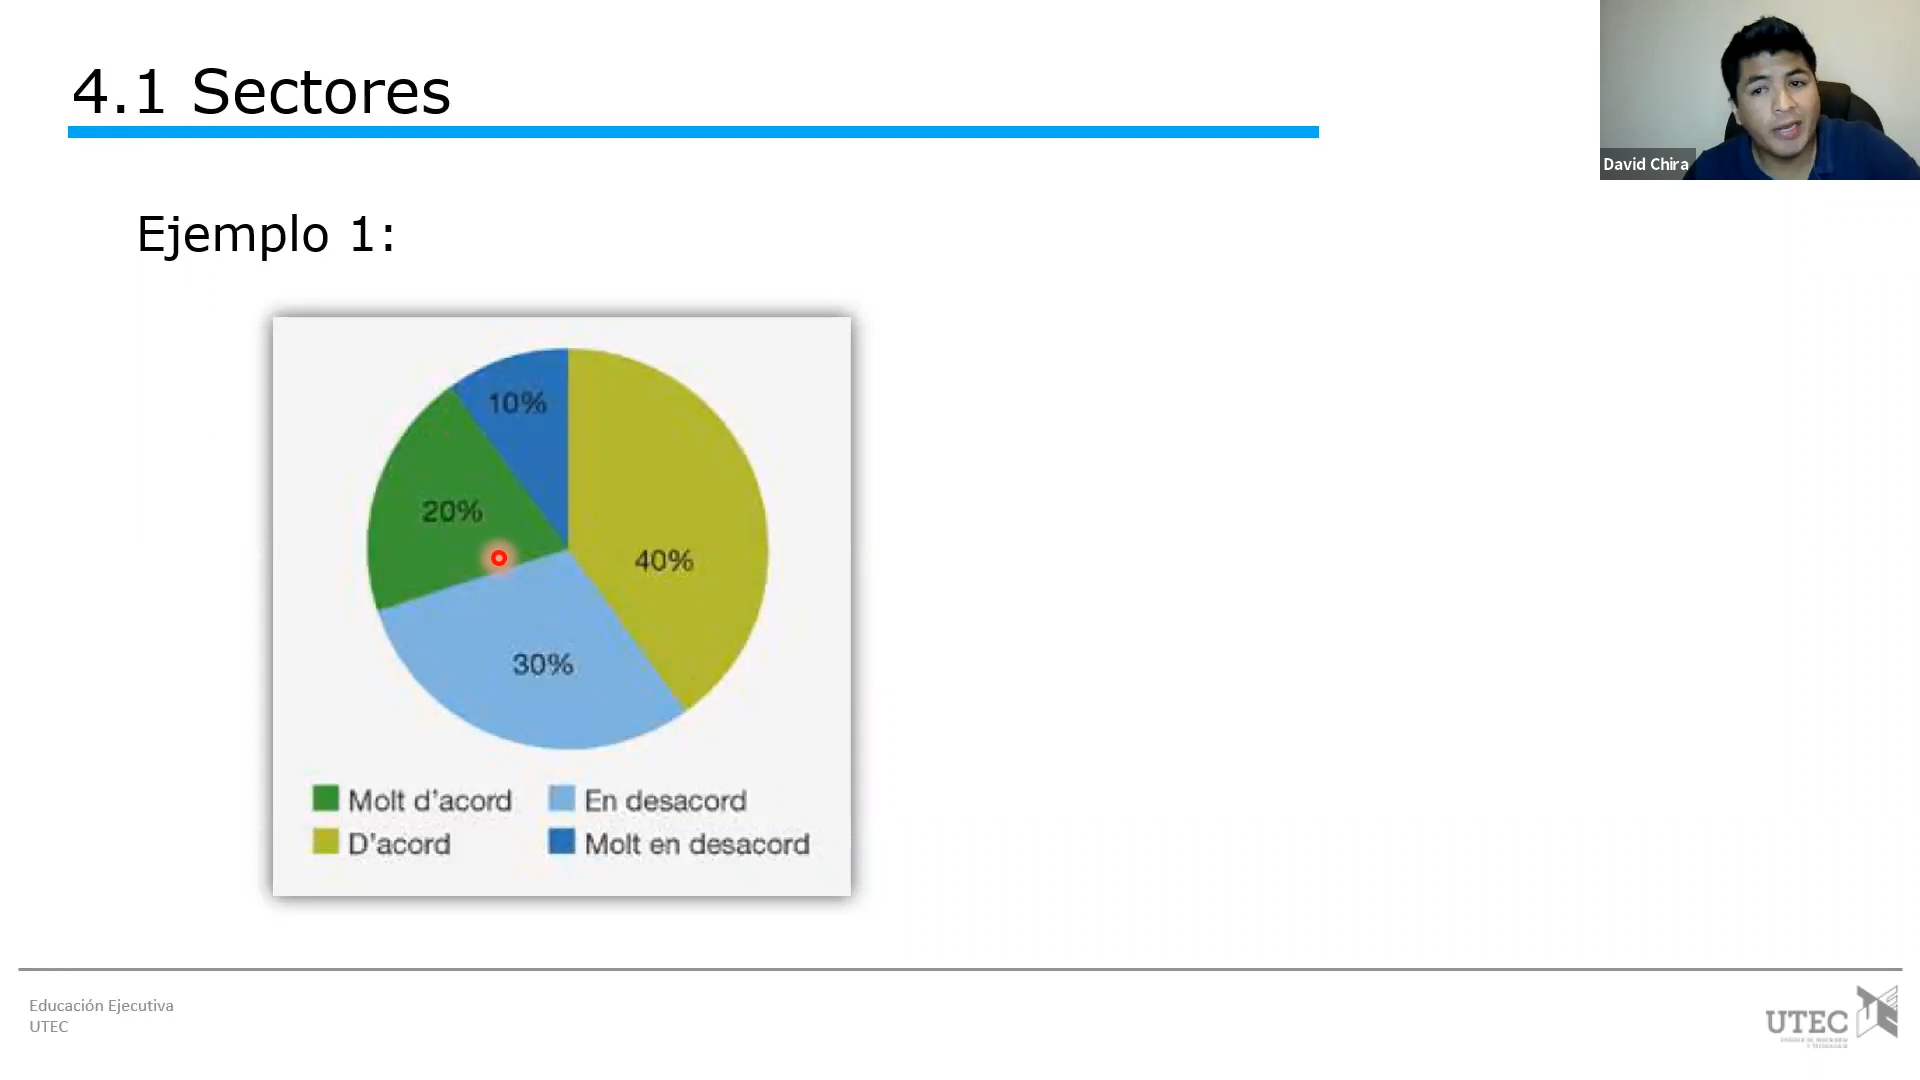 4.1 Sectores
David Chira
Ejemplo 1:
10%
20%
40%
30%
Molt d'acord
En desacord
D'acord
Molt en desacord
Educación Ejecutiva
UTEC
UTEC